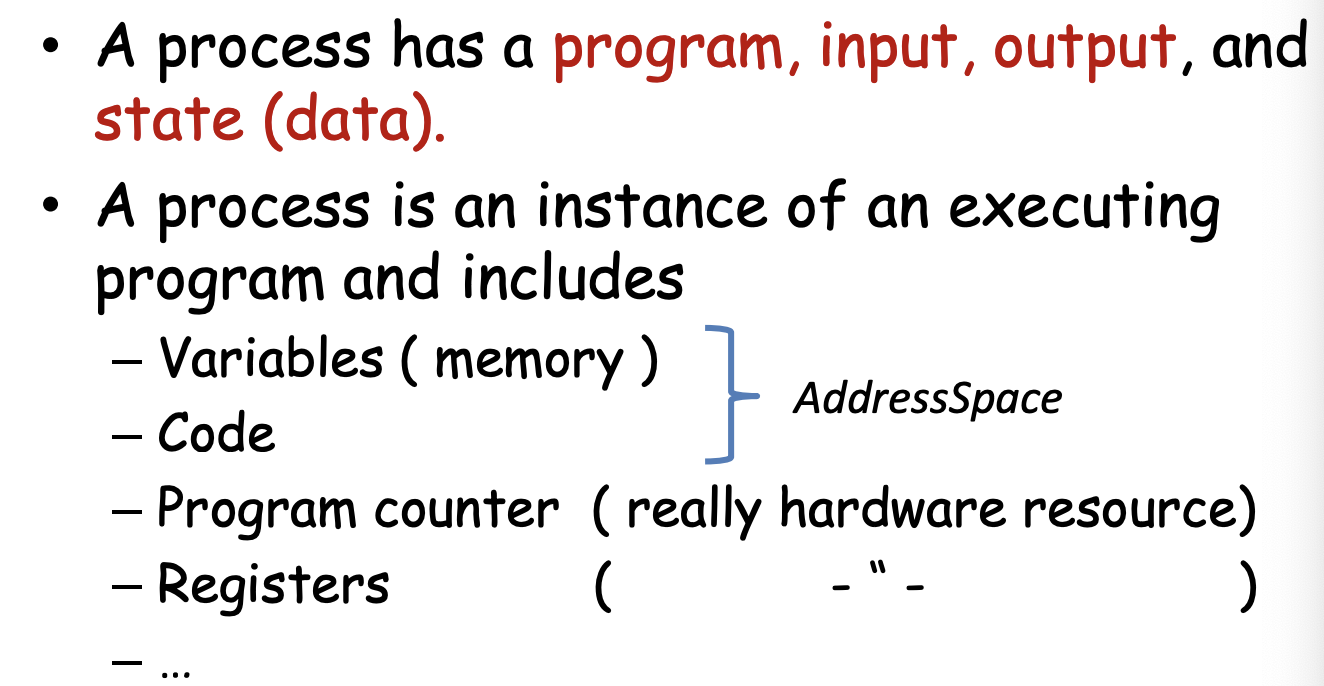 • A process has a program, input, output, and
state (data).
• A process is an instance of an executing
program and includes
– Variables ( memory )
AddressSpace
– Code
– Program counter ( really hardware resource)
– Registers ( - “ - )
– ...